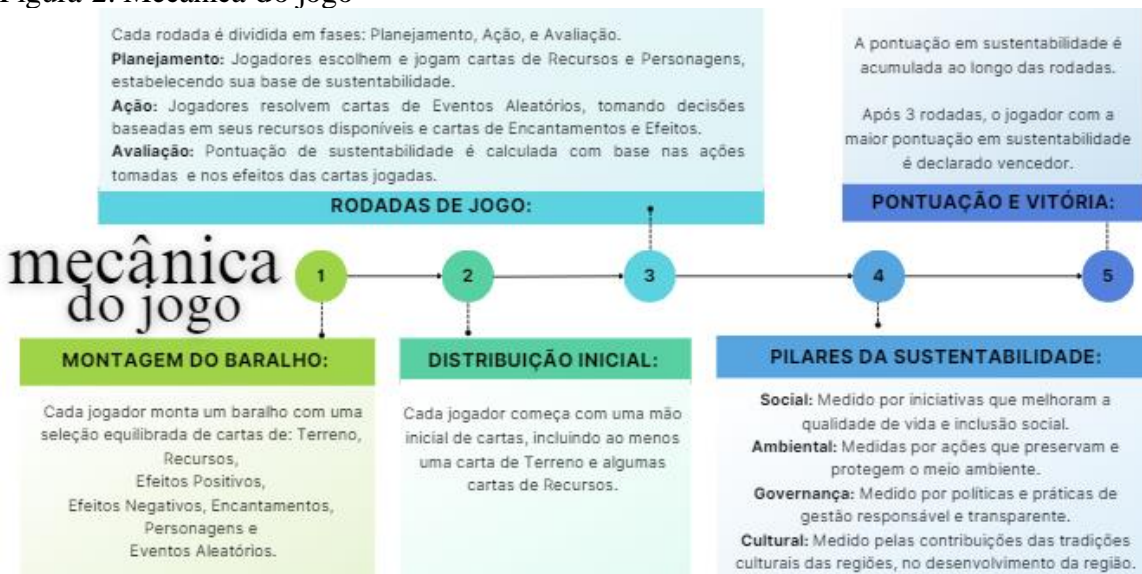 Figura 2. Mecânica do jogo
Cada rodada é dividida em fases: Planejamento, Ação, e Avaliação.
Planejamento: Jogadores escolhem e jogam cartas de Recursos e Personagens,
estabelecendo sua base de sustentabilidade.
Ação: Jogadores resolvem cartas de Eventos Aleatórios, tomando decisões
baseadas em seus recursos disponíveis e cartas de Encantamentos e Efeitos.
Avaliação: Pontuação de sustentabilidade é calculada com base nas ações
tomadas e nos efeitos das cartas jogadas.
RODADAS DE JOGO:
A pontuação em sustentabilidade é
acumulada ao longo das rodadas.
Após 3 rodadas, o jogador com a
maior pontuação em sustentabilidade
é declarado vencedor.
PONTUAÇÃO E VITÓRIA:
mecânica
do jogo
1
2
3
4
5
MONTAGEM DO BARALHO:
Cada jogador monta um baralho com uma
seleção equilibrada de cartas de: Terreno,
Recursos,
Efeitos Positivos,
Efeitos Negativos, Encantamentos,
Personagens e
Eventos Aleatórios.
DISTRIBUIÇÃO INICIAL:
Cada jogador começa com uma mão
inicial de cartas, incluindo ao menos
uma carta de Terreno e algumas
cartas de Recursos.
PILARES DA SUSTENTABILIDADE:
Social: Medido por iniciativas que melhoram a
qualidade de vida e inclusão social.
Ambiental: Medidas por ações que preservam e
protegem o meio ambiente.
Governança: Medido por políticas e práticas de
gestão responsável e transparente.
Cultural: Medido pelas contribuições das tradições
culturais das regiões, no desenvolvimento da região.